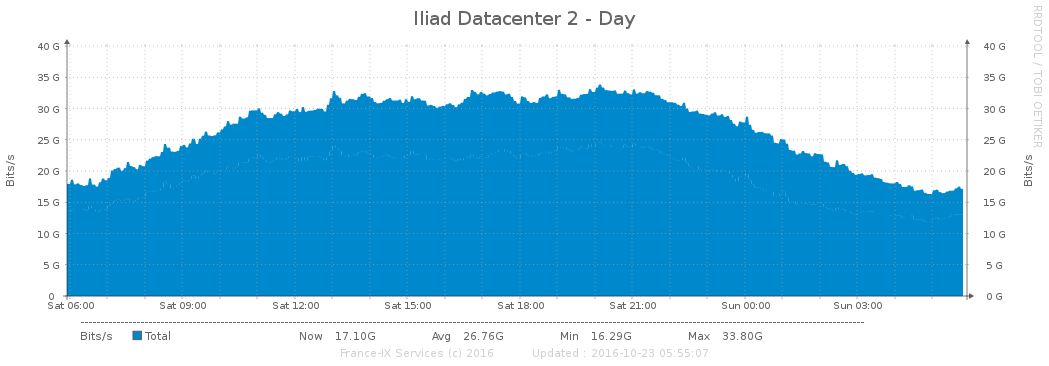 Iliad Datacenter 2 - Day
RRDTOOL / TOBI OETIKER
40 G 40 G
35 G 35 G
30 G 30 G
25 G 25 G
20 G 20 G
15 G 15 G
10 G 10 G
5 G 5 G
0 0 G
Bits/s
Bits/s
Sat 06:00 Sat 09:00 Sat 12:00 Sat 15:00 Sat 18:00 Sat 21:00 Sun 00:00 Sun 03:00
Bits/s Total Now 17.10G Avg 26.76G Min 16.29G Max 33.80G
France-IX Services (c) 2016 Updated : 2016-10-23 05:55:07